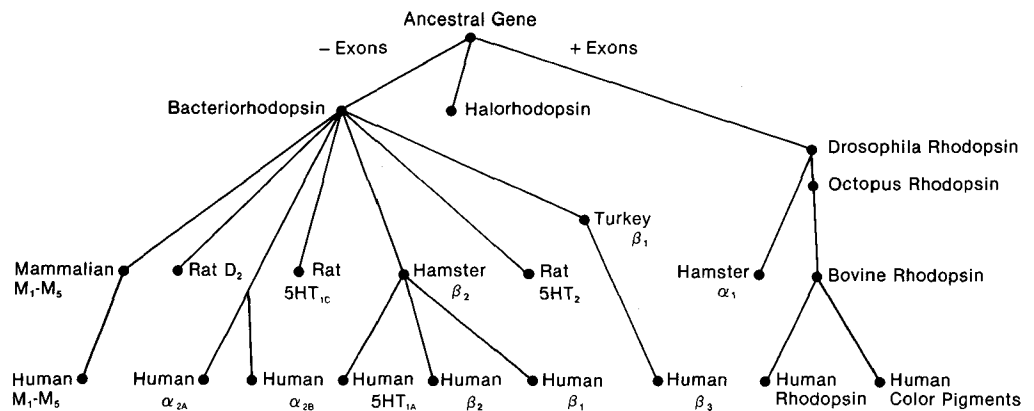 Ancestral Gene
– Exons
+ Exons
Bacteriorhodopsin
Halorhodopsin
Drosophila Rhodopsin
Octopus Rhodopsin
Turkey
β₁
Mammalian
M₁-M₅
Rat D₂
Rat
5HT₁C
Hamster
β₂
Rat
5HT₂
Hamster
α₁
Bovine Rhodopsin
Human
M₁-M₅
Human
α₂A
Human
α₂B
Human
5HT₁A
Human
β₂
Human
β₁
Human
β₃
Human
Rhodopsin
Human
Color Pigments